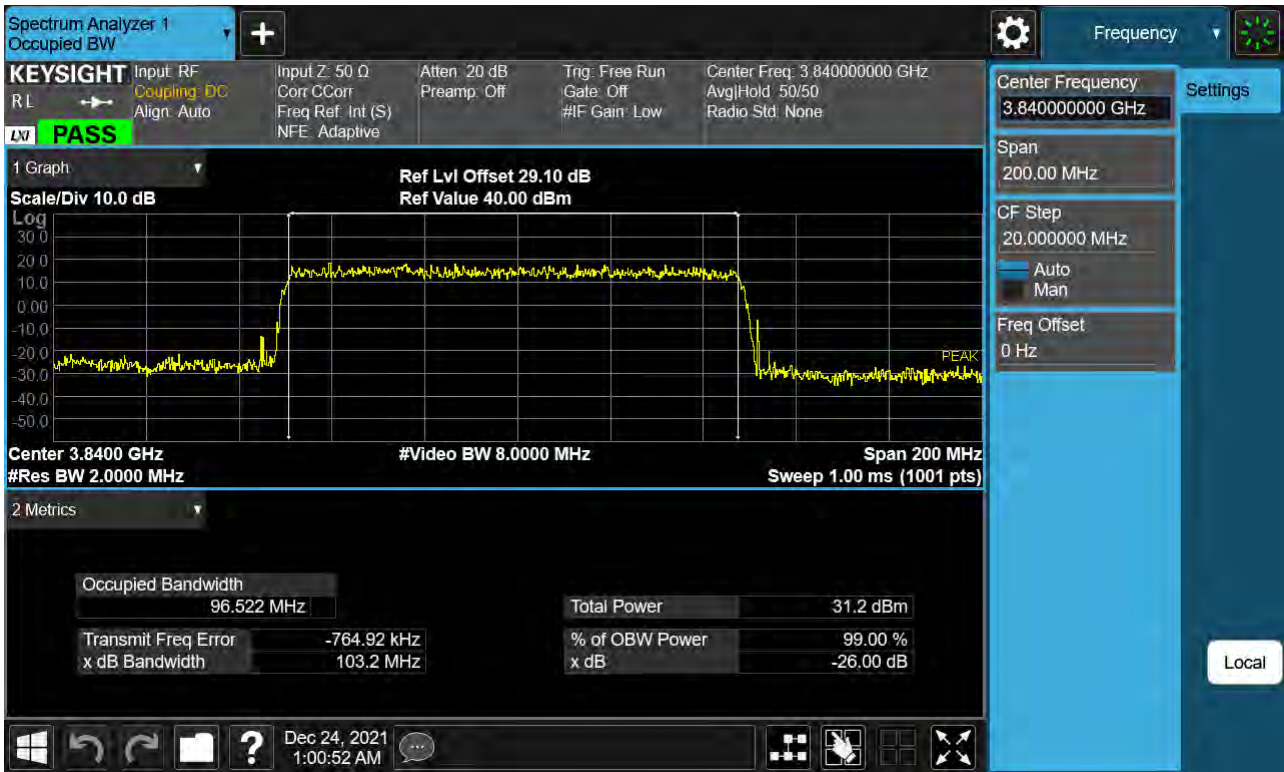 Spectrum Analyzer 1
Occupied BW
Frequency
KEYSIGHT
RL
LXI
PASS
Input: RF
Coupling: DC
Align: Auto
Input Z: 50 Ω
Corr CCorr
Freq Ref: Int (S)
NFE: Adaptive
Atten: 20 dB
Preamp: Off
Trig: Free Run
Gate: Off
#IF Gain: Low
Center Freq: 3.840000000 GHz
Avg|Hold: 50/50
Radio Std: None
Center Frequency
3.840000000 GHz
Settings
Span
200.00 MHz
CF Step
20.000000 MHz
Auto
Man
Freq Offset
0 Hz
1 Graph
Scale/Div 10.0 dB
Ref Lvl Offset 29.10 dB
Ref Value 40.00 dBm
Log
30.0
20.0
10.0
0.00
-10.0
-20.0
-30.0
-40.0
-50.0
PEAK
Center 3.8400 GHz
#Video BW 8.0000 MHz
Span 200 MHz
#Res BW 2.0000 MHz
Sweep 1.00 ms (1001 pts)
2 Metrics
Occupied Bandwidth
96.522 MHz
Total Power 31.2 dBm
Transmit Freq Error -764.92 kHz
% of OBW Power 99.00 %
x dB Bandwidth 103.2 MHz
x dB -26.00 dB
Local
?
Dec 24, 2021
1:00:52 AM